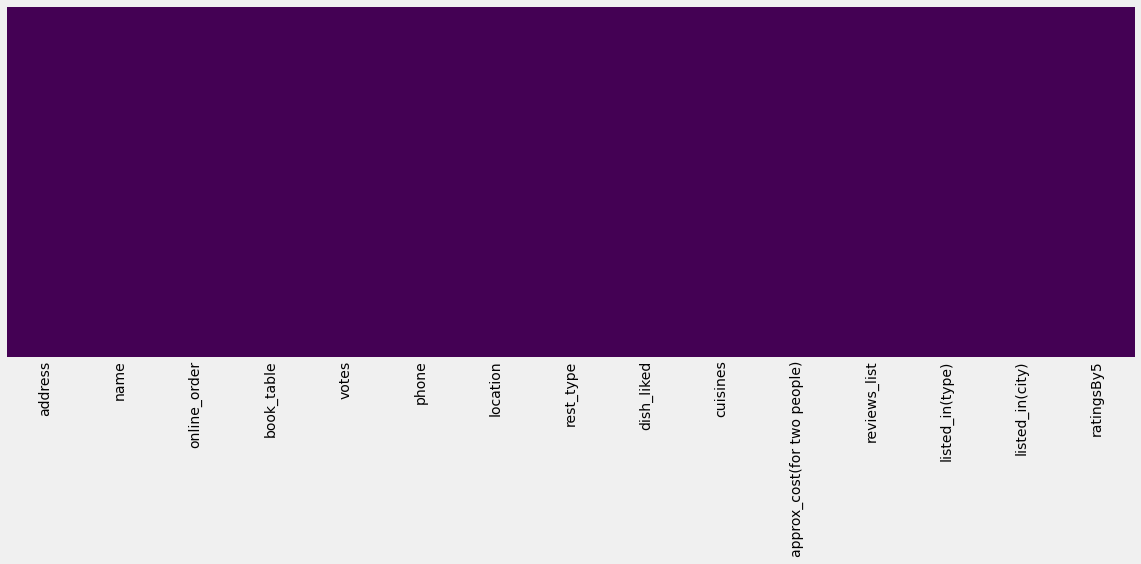 address
name
online_order
book_table
votes
phone
location
rest_type
dish_liked
cuisines
approx_cost(for two people)
reviews_list
listed_in(type)
listed_in(city)
ratingsBy5